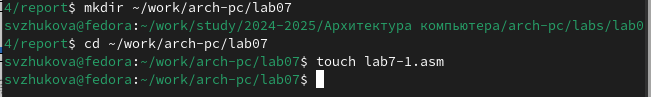 4/report$ mkdir ~/work/arch-pc/lab07
svzhukova@fedora:~/work/study/2024-2025/Архитектура компьютера/arch-pc/labs/lab0
4/report$ cd ~/work/arch-pc/lab07
svzhukova@fedora:~/work/arch-pc/lab07$ touch lab7-1.asm
svzhukova@fedora:~/work/arch-pc/lab07$